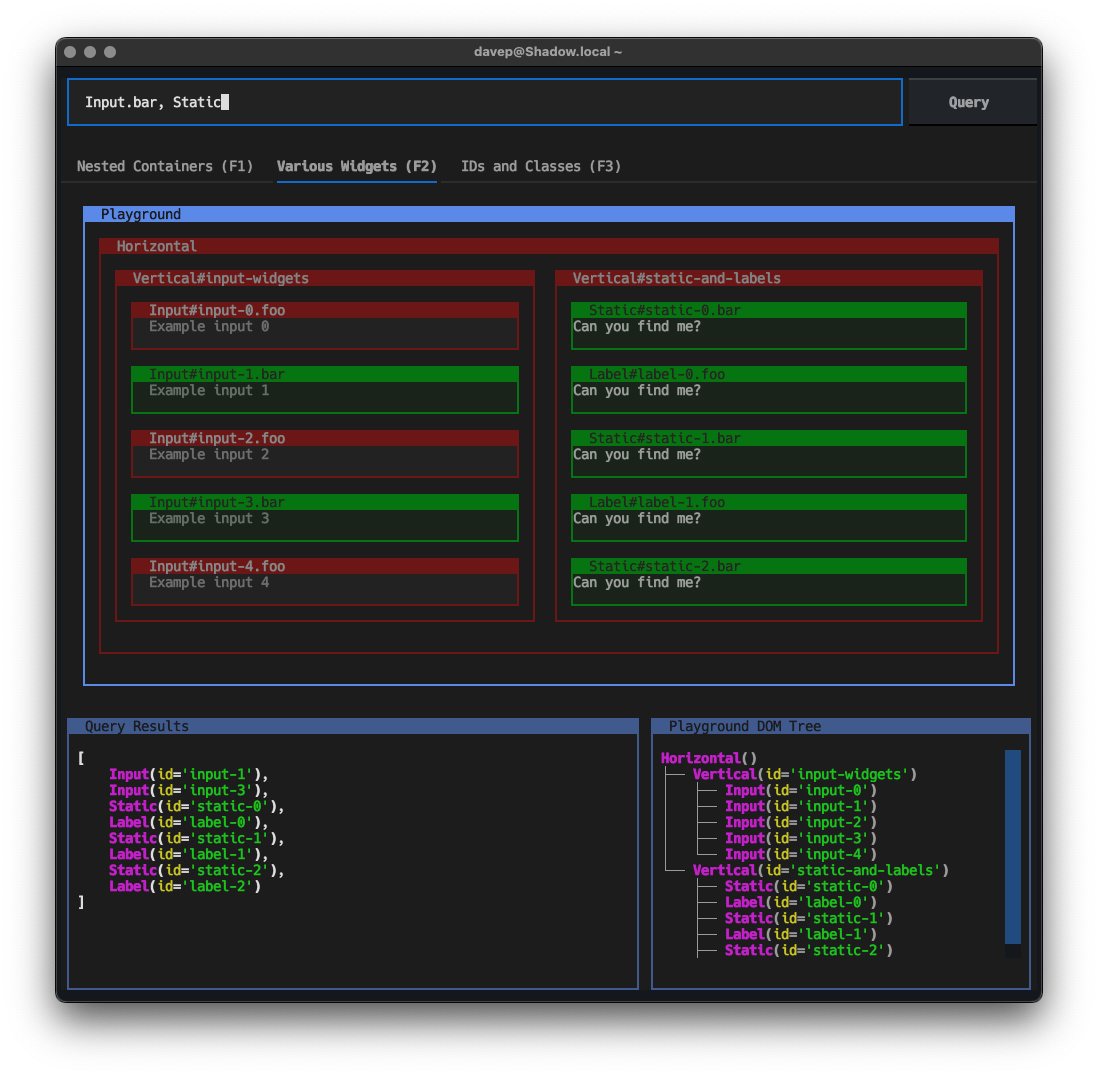 davep@Shadow.local ~
Input.bar, Static
Query
Nested Containers (F1) Various Widgets (F2) IDs and Classes (F3)
Playground
Horizontal
Vertical#input-widgets
Input#input-0.foo
Example input 0
Input#input-1.bar
Example input 1
Input#input-2.foo
Example input 2
Input#input-3.bar
Example input 3
Input#input-4.foo
Example input 4
Vertical#static-and-labels
Static#static-0.bar
Can you find me?
Label#label-0.foo
Can you find me?
Static#static-1.bar
Can you find me?
Label#label-1.foo
Can you find me?
Static#static-2.bar
Can you find me?
Query Results
[
Input(id='input-1'),
Input(id='input-3'),
Static(id='static-0'),
Label(id='label-0'),
Static(id='static-1'),
Label(id='label-1'),
Static(id='static-2'),
Label(id='label-2')
]
Playground DOM Tree
Horizontal()
Vertical(id='input-widgets')
Input(id='input-0')
Input(id='input-1')
Input(id='input-2')
Input(id='input-3')
Input(id='input-4')
Vertical(id='static-and-labels')
Static(id='static-0')
Label(id='label-0')
Static(id='static-1')
Label(id='label-1')
Static(id='static-2')